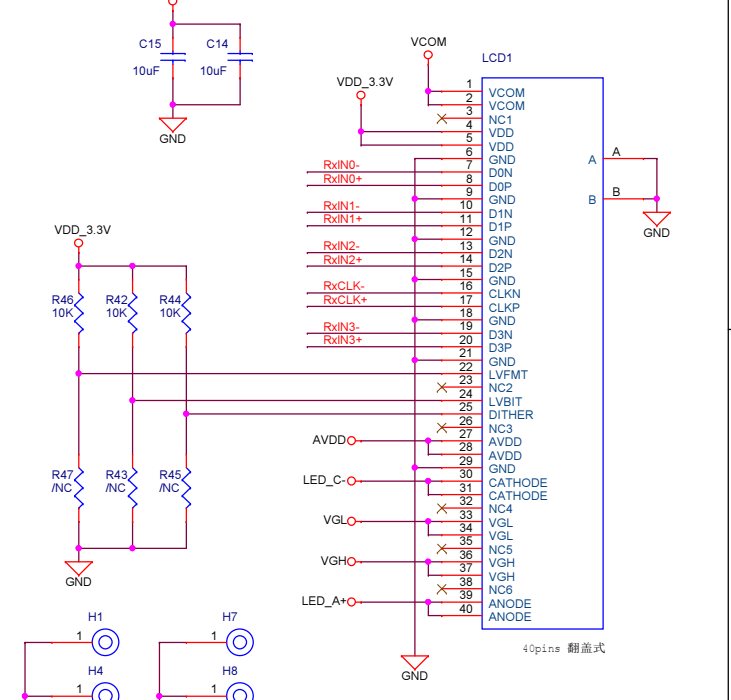 C15
C14
10uF
10uF
GND
VCOM
LCD1
VDD_3.3V
1 VCOM
2 VCOM
3 NC1
4 VDD
5 VDD
6 GND
RxIN0- 7 D0N
RxIN0+ 8 D0P
9 GND
RxIN1- 10 D1N
RxIN1+ 11 D1P
12 GND
RxIN2- 13 D2N
RxIN2+ 14 D2P
15 GND
RxCLK- 16 CLKN
RxCLK+ 17 CLKP
18 GND
RxIN3- 19 D3N
RxIN3+ 20 D3P
21 GND
22 LVFMT
23 NC2
24 LVBIT
25 DITHER
26 NC3
AVDD 27 AVDD
28 AVDD
29 GND
LED_C- 30 CATHODE
31 CATHODE
32 NC4
VGL 33 VGL
34 VGL
35 NC5
VGH 36 VGH
37 VGH
38 NC6
LED_A+ 39 ANODE
40 ANODE
A A
B B
GND
40pins 翻盖式
GND
VDD_3.3V
R46
10K
R42
10K
R44
10K
R47
/NC
R43
/NC
R45
/NC
GND
H1
1
H7
1
H4
1
H8
1